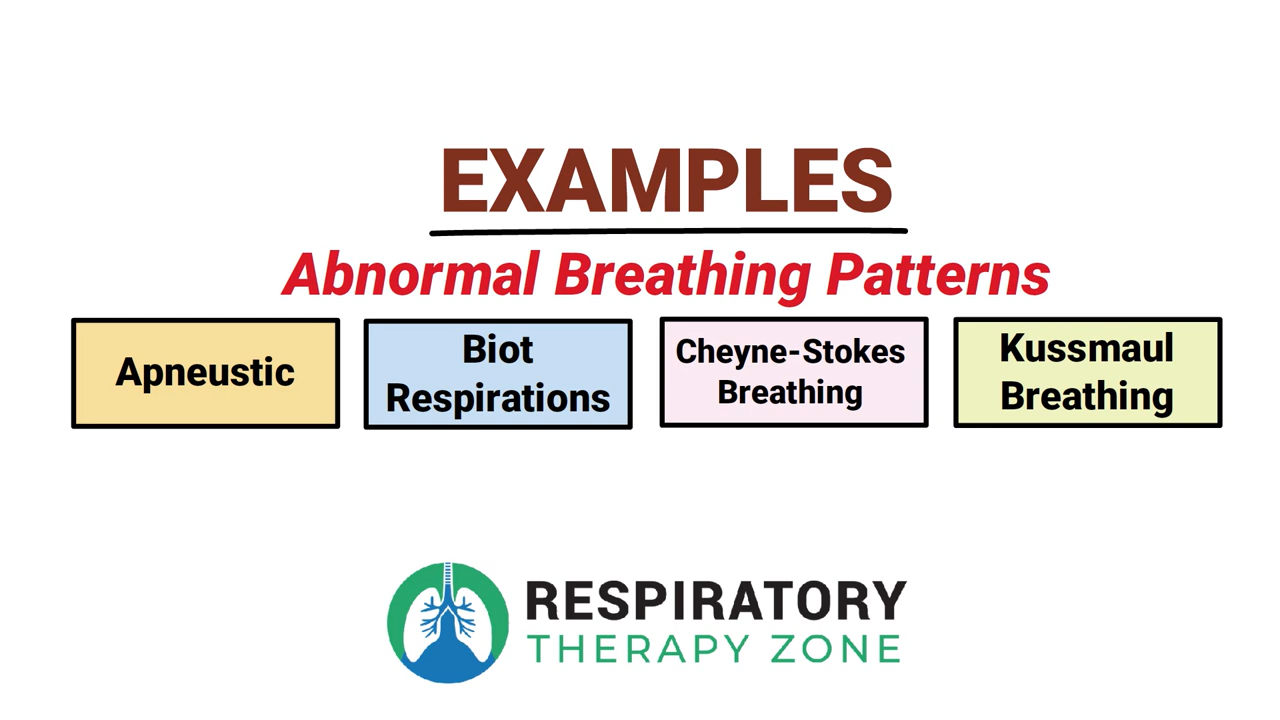 EXAMPLES
Abnormal Breathing Patterns
Apneustic
Biot
Respirations
Cheyne-Stokes
Breathing
Kussmaul
Breathing
RESPIRATORY
THERAPY ZONE